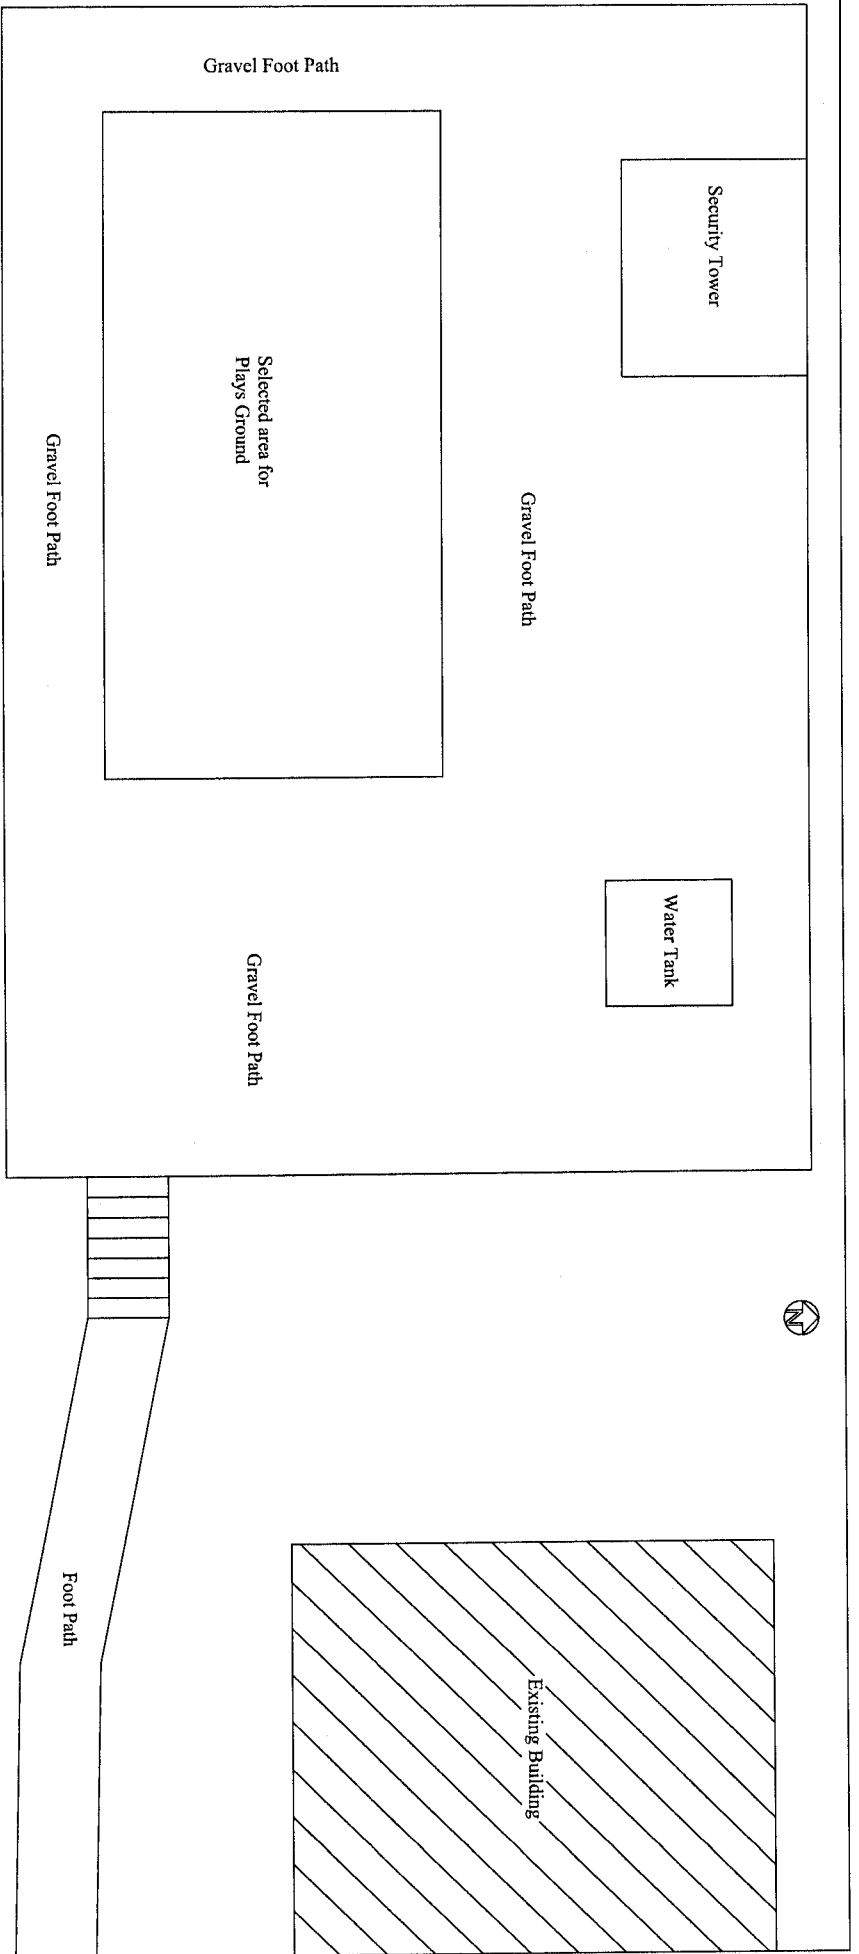 Gravel Foot Path
Security Tower
Selected area for
Plays Ground
Gravel Foot Path
Gravel Foot Path
Water Tank
Gravel Foot Path
N
Existing Building
Foot Path